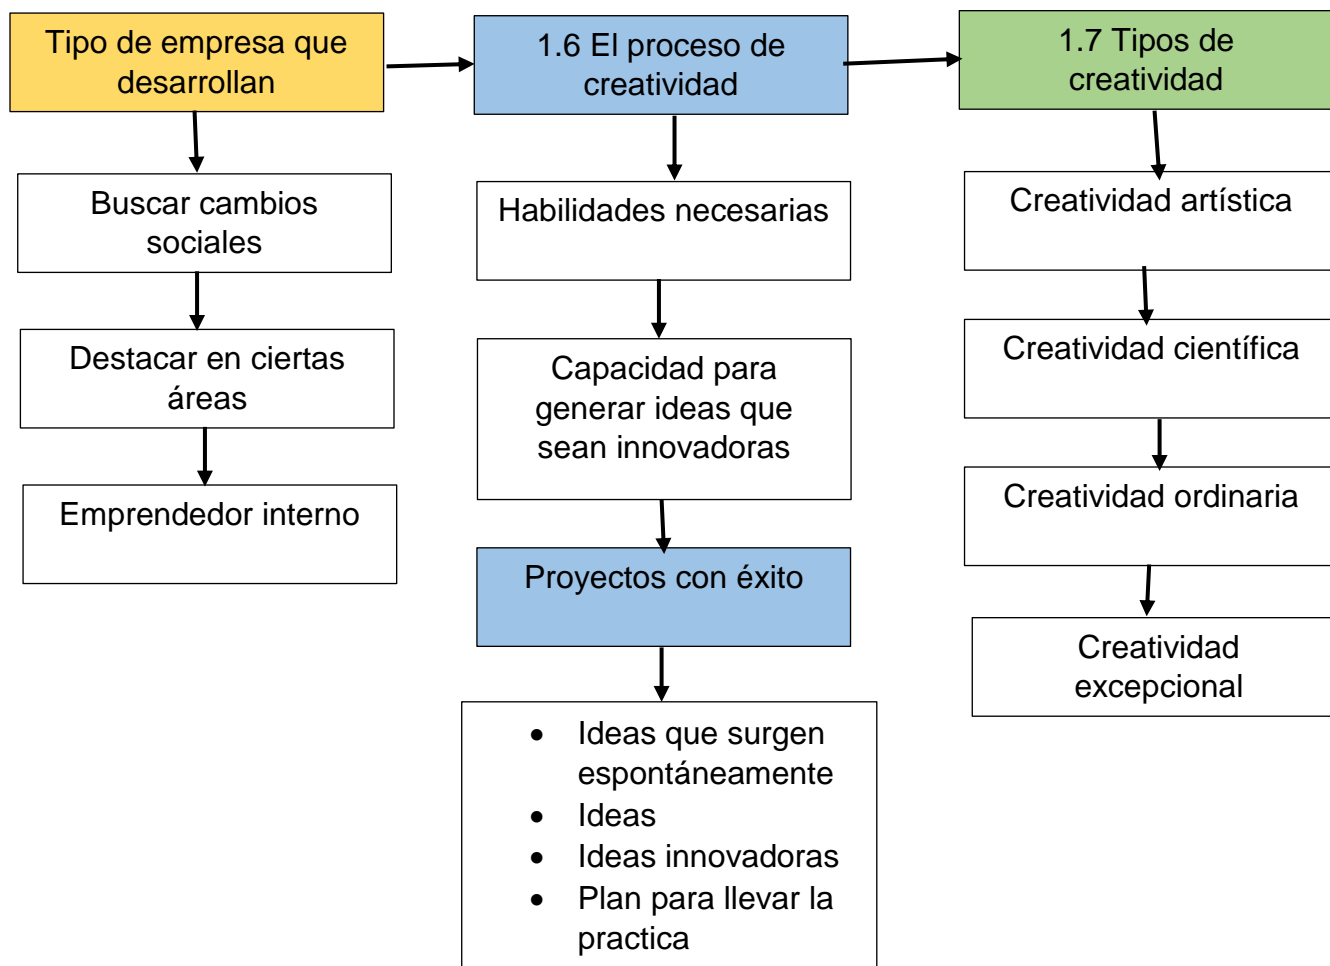 Tipo de empresa que
desarrollan
Buscar cambios
sociales
Destacar en ciertas
áreas
Emprendedor interno
1.6 El proceso de
creatividad
Habilidades necesarias
Capacidad para
generar ideas que
sean innovadoras
Proyectos con éxito
• Ideas que surgen
espontáneamente
• Ideas
• Ideas innovadoras
• Plan para llevar la
practica
1.7 Tipos de
creatividad
Creatividad artística
Creatividad científica
Creatividad ordinaria
Creatividad
excepcional